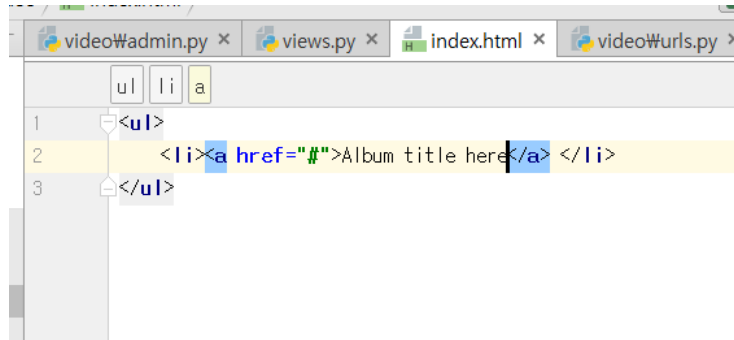 video₩admin.py × views.py × index.html × video₩urls.py ×
ul li a
1 <ul>
2 <li><a href="#">Album title here</a> </li>
3 </ul>